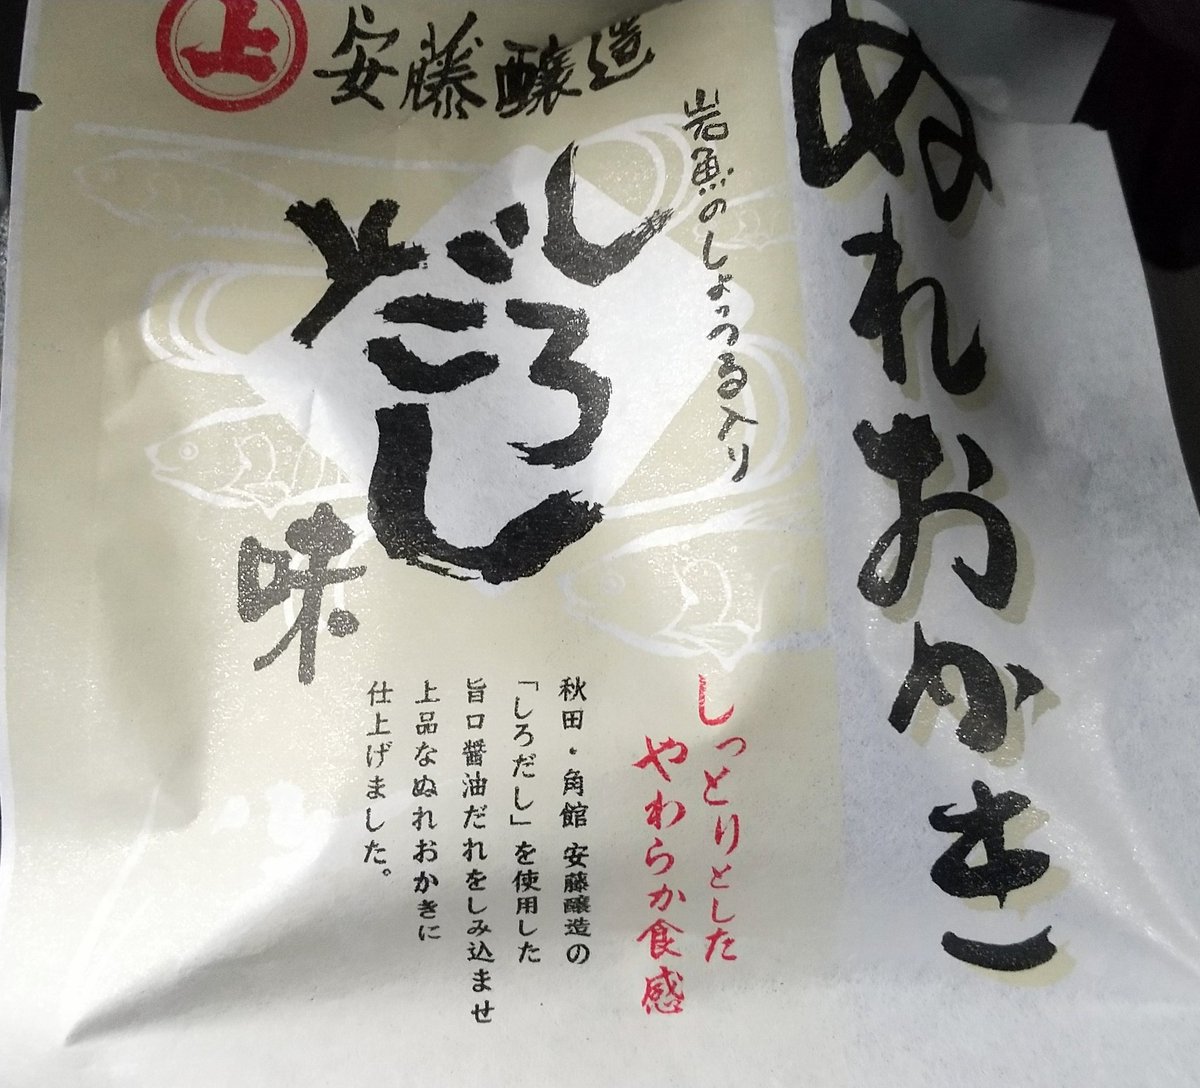 ぬれおかき
上
安藤醸造
岩魚のしょっつる入り
しろ
だし
味
しっとりとした
やわらか食感
秋田・角館 安藤醸造の
「しろだし」を使用した
旨口醤油だれをしみ込ませ
上品なぬれおかきに
仕上げました。